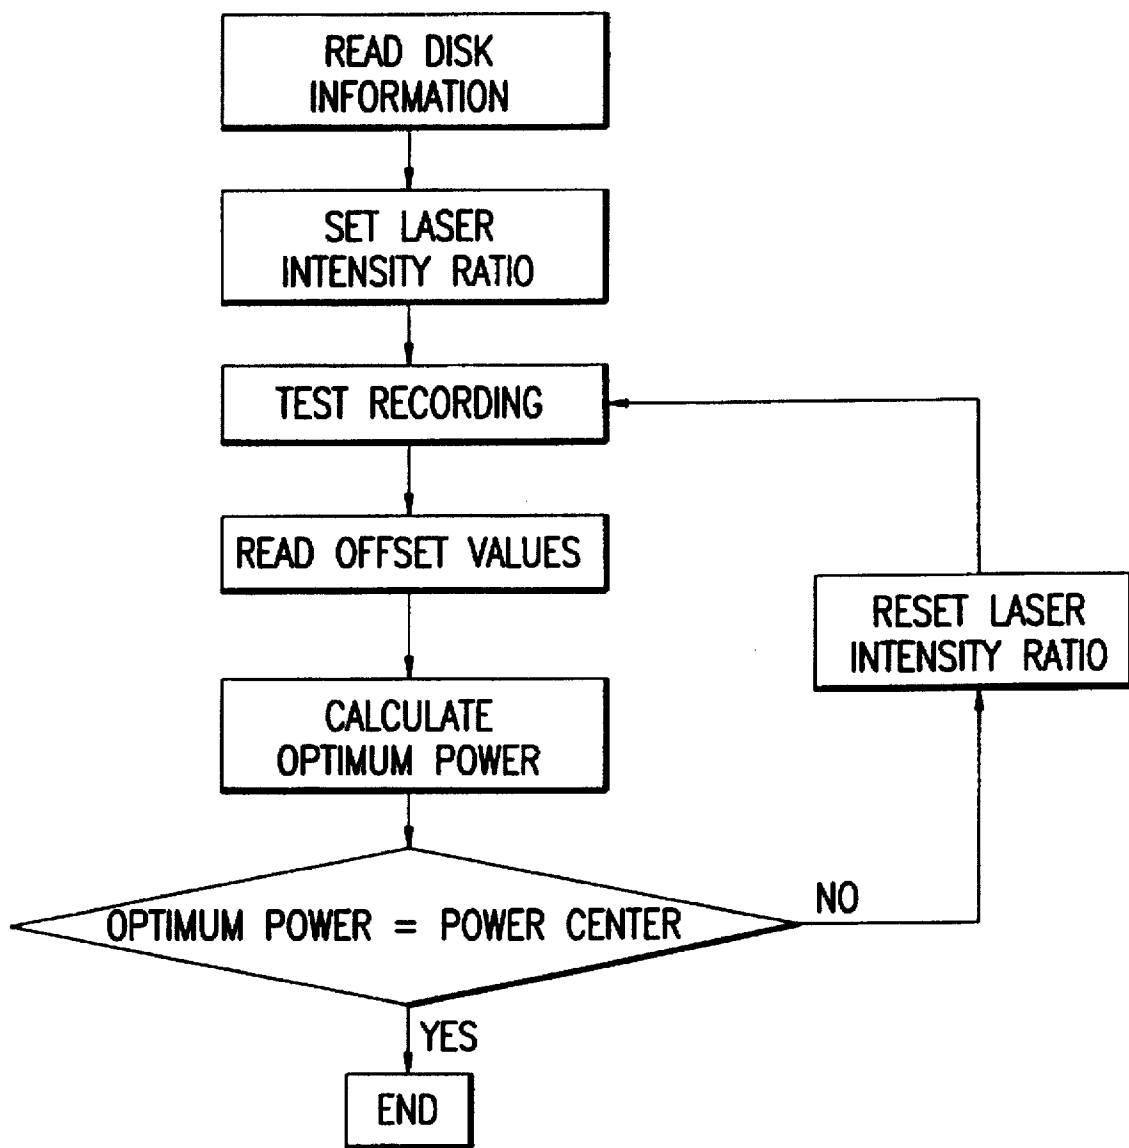 READ DISK
INFORMATION
SET LASER
INTENSITY RATIO
TEST RECORDING
READ OFFSET VALUES
RESET LASER
INTENSITY RATIO
CALCULATE
OPTIMUM POWER
OPTIMUM POWER = POWER CENTER
NO
YES
END